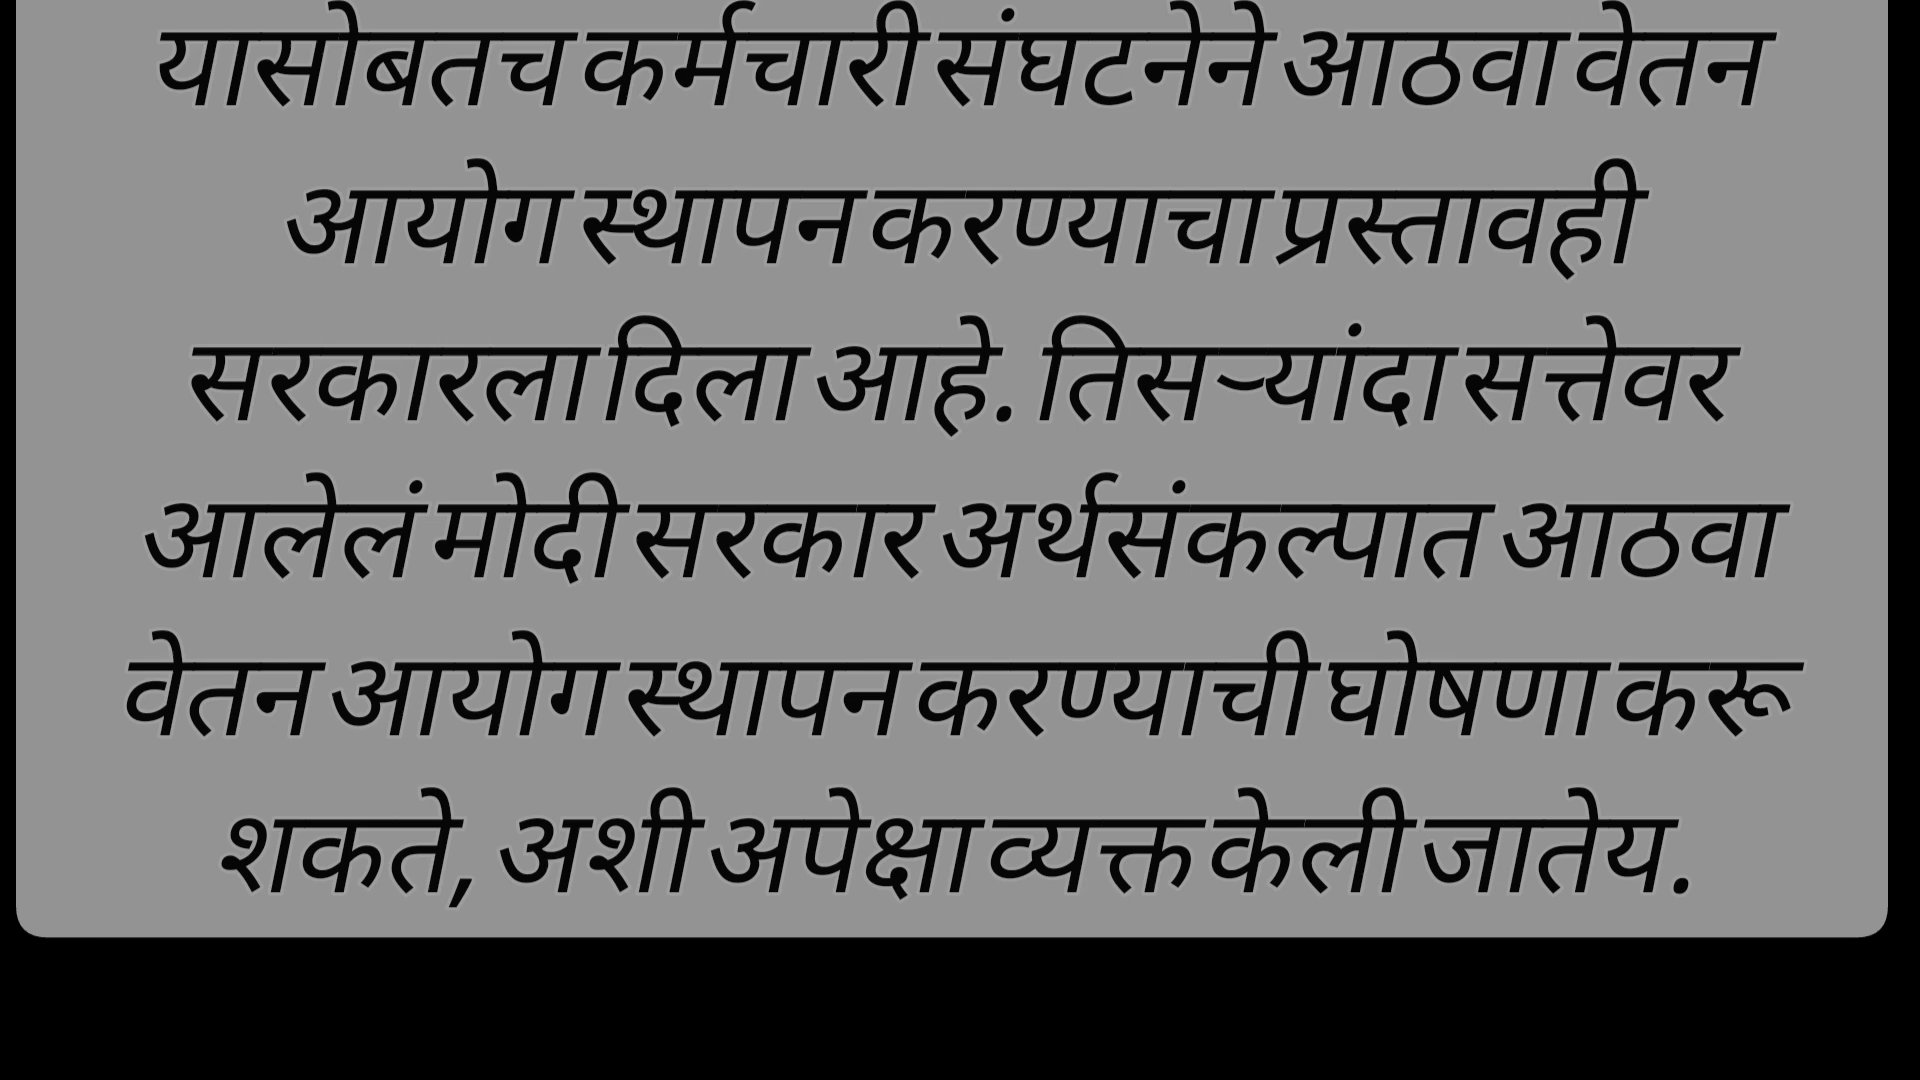 यासोबतच कर्मचारी संघटनेने आठवा वेतन
आयोग स्थापन करण्याचा प्रस्तावही
सरकारला दिला आहे. तिसऱ्यांदा सत्तेवर
आलेलं मोदी सरकार अर्थसंकल्पात आठवा
वेतन आयोग स्थापन करण्याची घोषणा करू
शकते, अशी अपेक्षा व्यक्त केली जातेय.